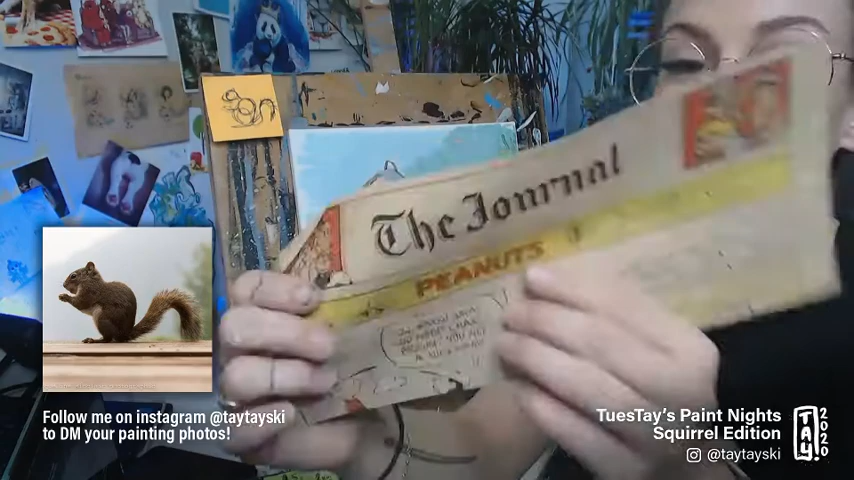 The Journal
PEANUTS
Follow me on instagram @taytayski
to DM your painting photos!
TuesTay's Paint Nights
Squirrel Edition
@taytayski
TAY!
2020